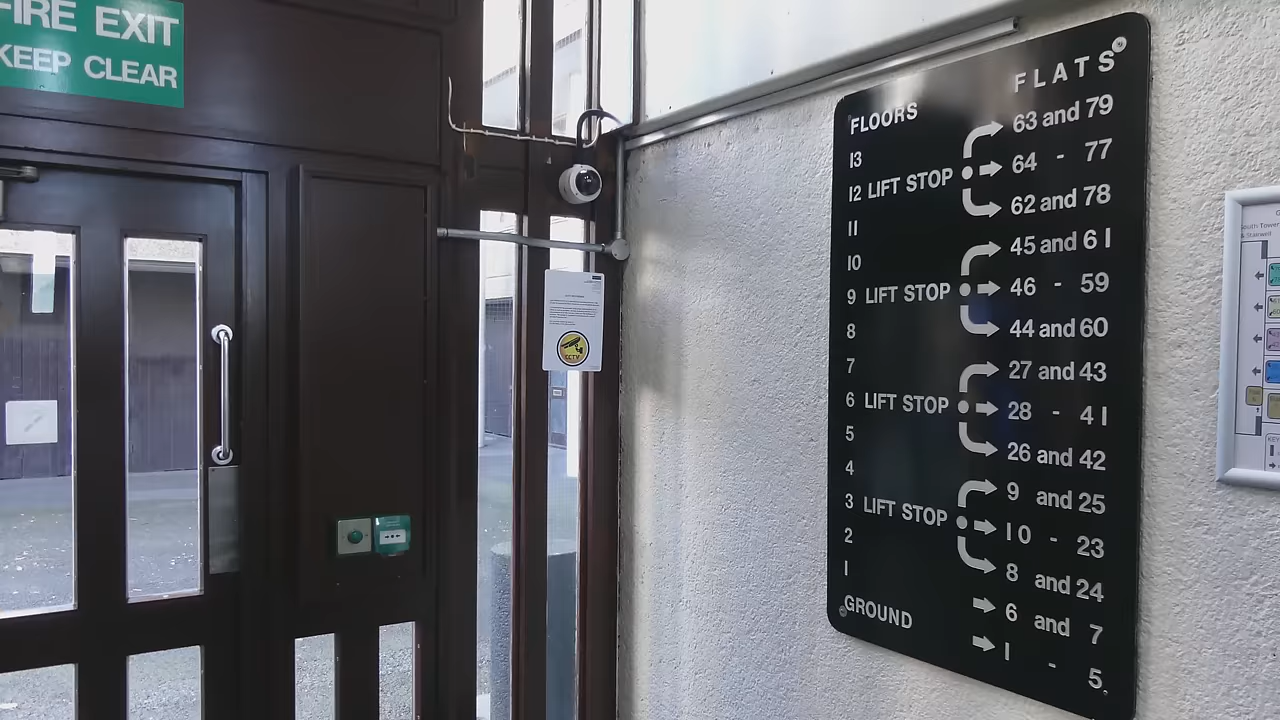 FIRE EXIT
KEEP CLEAR
CCTV
FLOORS FLATS
13 63 and 79
12 LIFT STOP 64 - 77
11 62 and 78
10 45 and 61
9 LIFT STOP 46 - 59
8 44 and 60
7 27 and 43
6 LIFT STOP 28 - 41
5 26 and 42
4 9 and 25
3 LIFT STOP 10 - 23
2 8 and 24
1 6 and 7
GROUND 1 - 5
South Tower
Stairwell